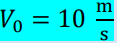 V₀ = 10 m/s